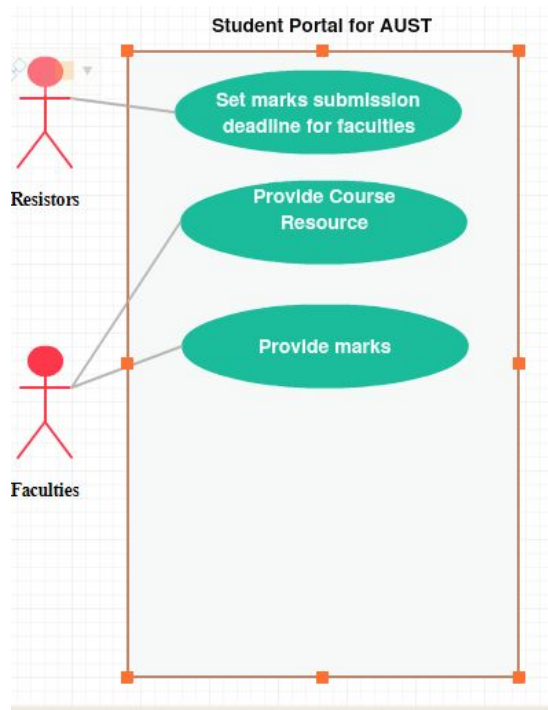 Student Portal for AUST
Set marks submission
deadline for faculties
Resistors
Provide Course
Resource
Provide marks
Faculties